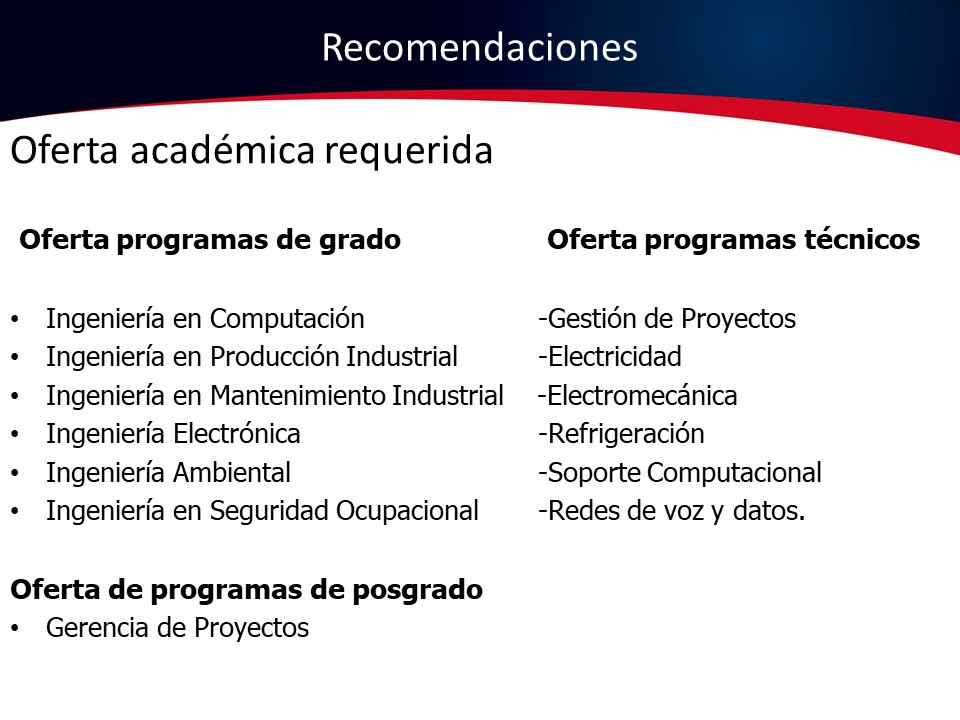 Recomendaciones
Oferta académica requerida
Oferta programas de grado Oferta programas técnicos
• Ingeniería en Computación -Gestión de Proyectos
• Ingeniería en Producción Industrial -Electricidad
• Ingeniería en Mantenimiento Industrial -Electromecánica
• Ingeniería Electrónica -Refrigeración
• Ingeniería Ambiental -Soporte Computacional
• Ingeniería en Seguridad Ocupacional -Redes de voz y datos.
Oferta de programas de posgrado
• Gerencia de Proyectos